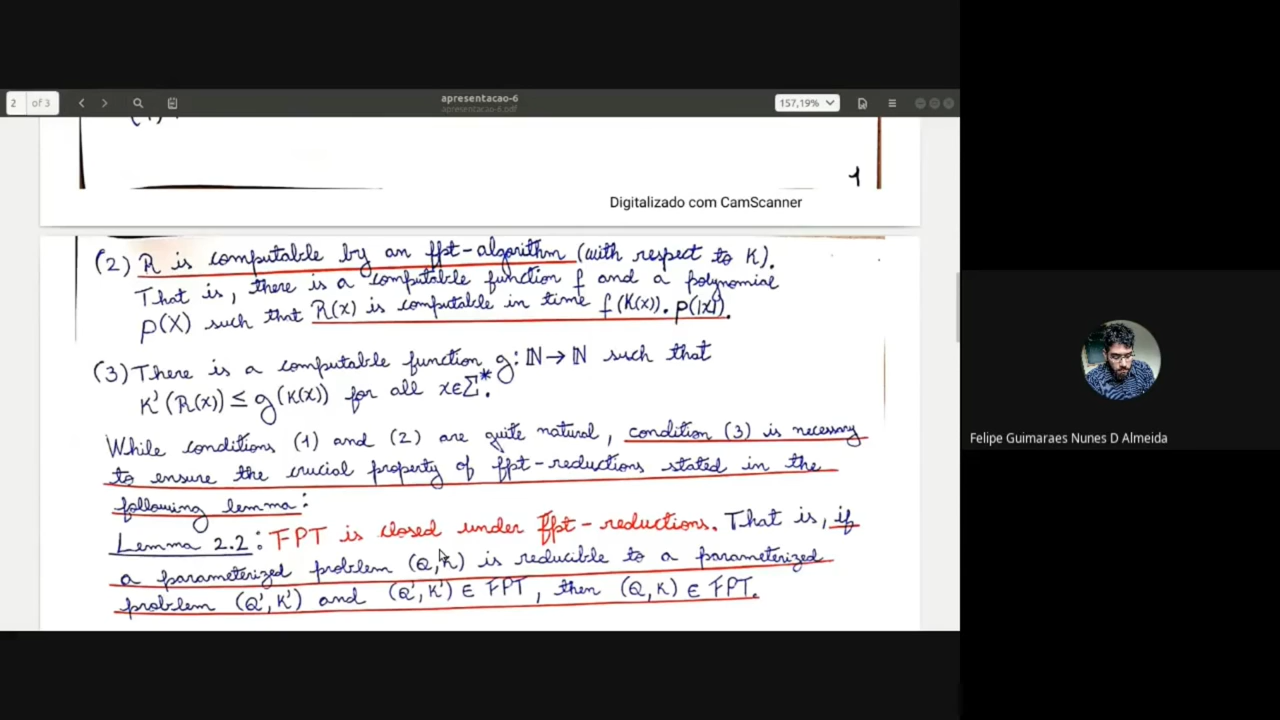 2 of 3
apresentacao-6
apresentacao-6.pdf
157,19%
1
Digitalizado com CamScanner
(2) R is computable by an fpt-algorithm (with respect to K).
That is, there is a computable function f and a polynomial
p(X) such that R(x) is computable in time f(K(x)). p(|x|).
(3) There is a computable function g: ℕ → ℕ such that
K'(R(x)) ≤ g(K(x)) for all x∈Σ*.
While conditions (1) and (2) are quite natural, condition (3) is necessary
to ensure the crucial property of fpt-reductions stated in the
following lemma:
Lemma 2.2: FPT is closed under fpt-reductions. That is, if
a parameterized problem (Q,K) is reducible to a parameterized
problem (Q',K') and (Q',K') ∈ FPT, then (Q,K) ∈ FPT.
Felipe Guimaraes Nunes D Almeida